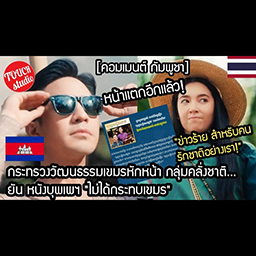 TOUCH
studio
[คอมเมนต์ กัมพูชา]
หน้าแตกอีกแล้ว!
"ข่าวร้าย สำหรับคน
รักชาติอย่างเรา!"
กระทรวงวัฒนธรรมเขมรหักหน้า กลุ่มคลั่งชาติ...
ยัน หนังบุพเพฯ "ไม่ได้กระทบเขมร"